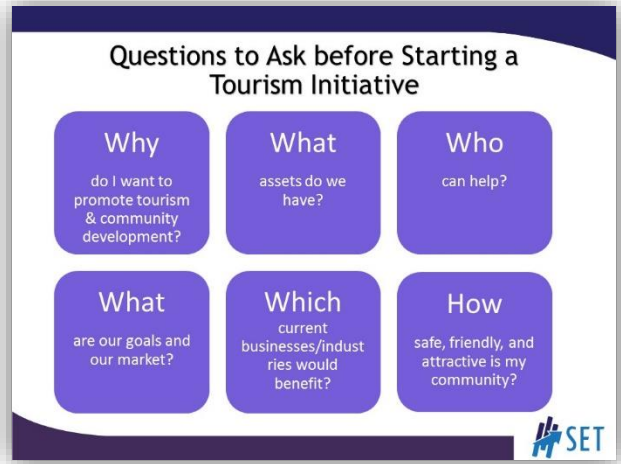 Questions to Ask before Starting a
Tourism Initiative
Why
do I want to
promote tourism
& community
development?
What
assets do we
have?
Who
can help?
What
are our goals and
our market?
Which
current
businesses/indust
ries would
benefit?
How
safe, friendly, and
attractive is my
community?
SET